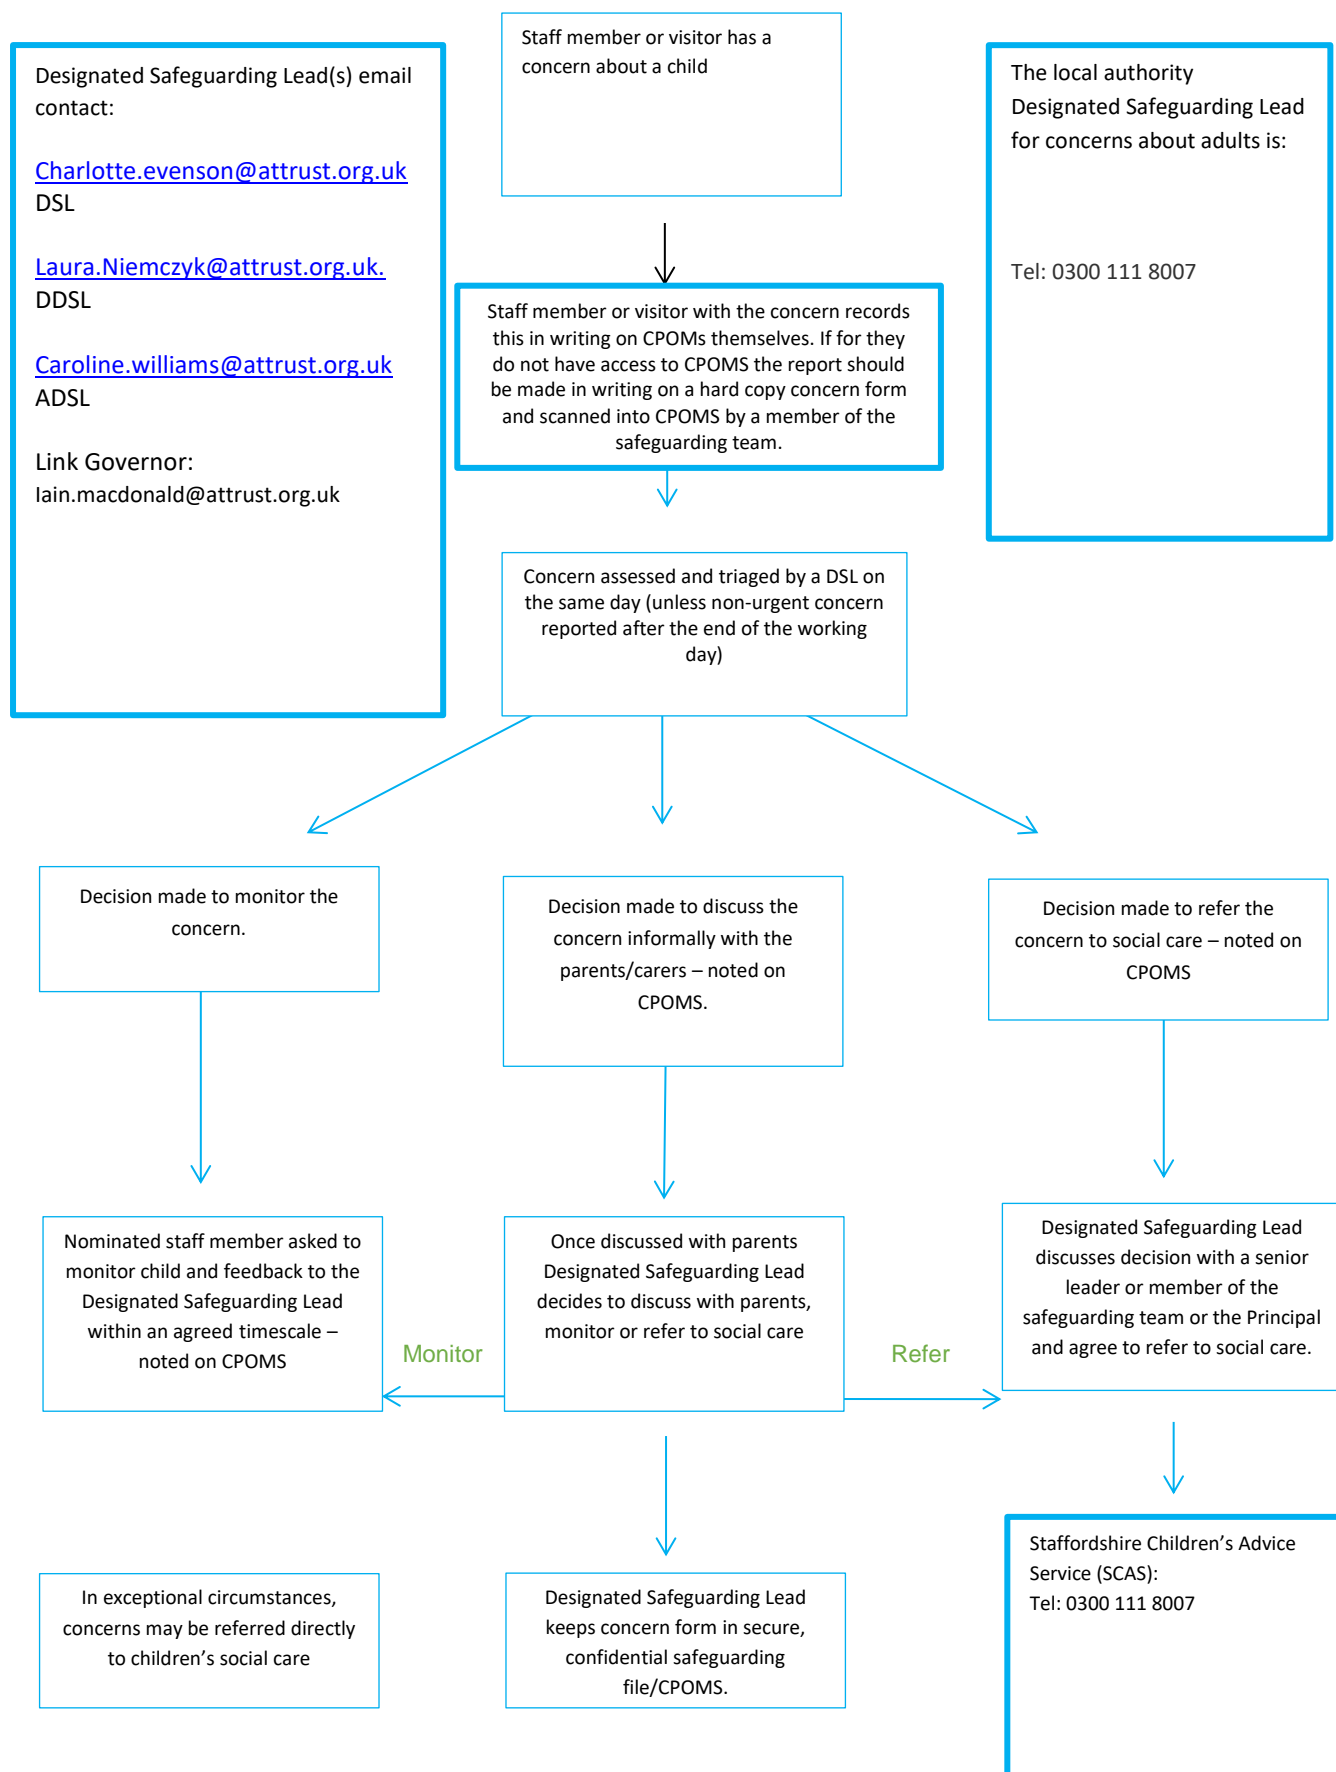 Staff member or visitor has a
concern about a child
Designated Safeguarding Lead(s) email
contact:
Charlotte.evenson@attrust.org.uk
DSL
Laura.Niemczyk@attrust.org.uk.
DDSL
Caroline.williams@attrust.org.uk
ADSL
Link Governor:
Iain.macdonald@attrust.org.uk
The local authority
Designated Safeguarding Lead
for concerns about adults is:
Tel: 0300 111 8007
Staff member or visitor with the concern records
this in writing on CPOMs themselves. If for they
do not have access to CPOMS the report should
be made in writing on a hard copy concern form
and scanned into CPOMS by a member of the
safeguarding team.
Concern assessed and triaged by a DSL on
the same day (unless non-urgent concern
reported after the end of the working
day)
Decision made to monitor the
concern.
Decision made to discuss the
concern informally with the
parents/carers – noted on
CPOMS.
Decision made to refer the
concern to social care – noted on
CPOMS
Nominated staff member asked to
monitor child and feedback to the
Designated Safeguarding Lead
within an agreed timescale –
noted on CPOMS
Monitor
Once discussed with parents
Designated Safeguarding Lead
decides to discuss with parents,
monitor or refer to social care
Refer
Designated Safeguarding Lead
discusses decision with a senior
leader or member of the
safeguarding team or the Principal
and agree to refer to social care.
In exceptional circumstances,
concerns may be referred directly
to children's social care
Designated Safeguarding Lead
keeps concern form in secure,
confidential safeguarding
file/CPOMS.
Staffordshire Children's Advice
Service (SCAS):
Tel: 0300 111 8007